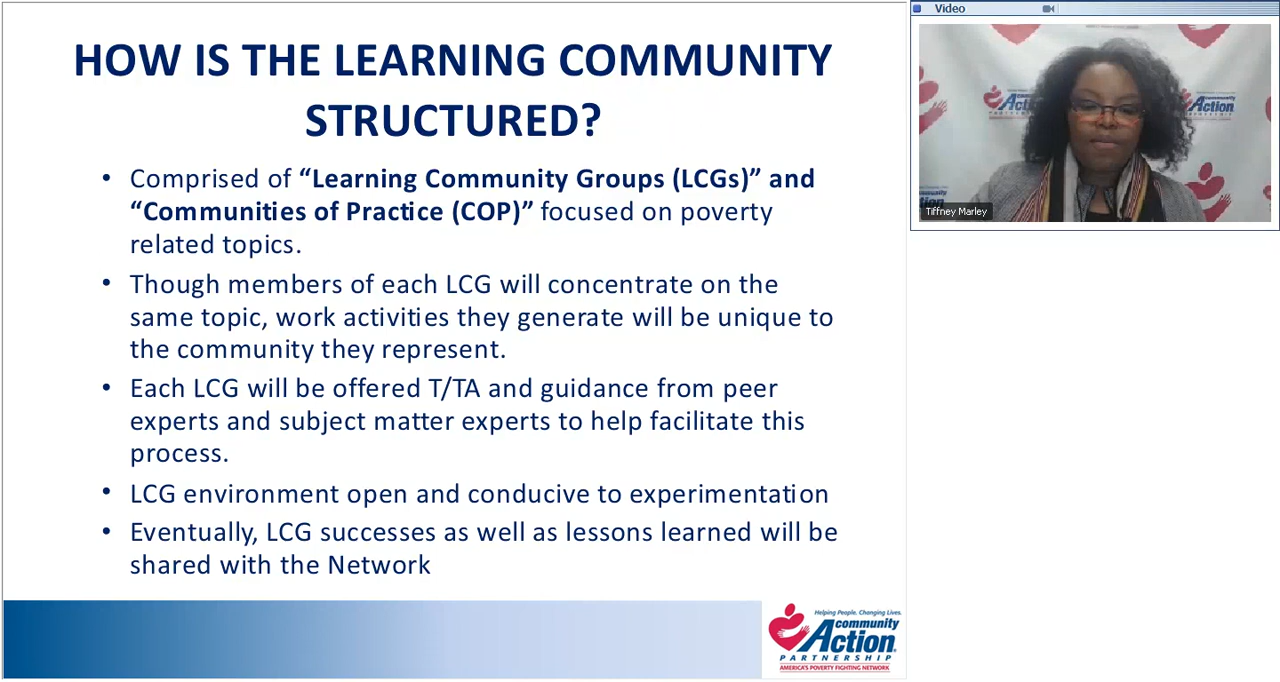 HOW IS THE LEARNING COMMUNITY
STRUCTURED?
• Comprised of “Learning Community Groups (LCGs)” and
“Communities of Practice (COP)” focused on poverty
related topics.
• Though members of each LCG will concentrate on the
same topic, work activities they generate will be unique to
the community they represent.
• Each LCG will be offered T/TA and guidance from peer
experts and subject matter experts to help facilitate this
process.
• LCG environment open and conducive to experimentation
• Eventually, LCG successes as well as lessons learned will be
shared with the Network
Helping People. Changing Lives.
community
Action
PARTNERSHIP
AMERICA'S POVERTY FIGHTING NETWORK
Video
community
Action
Tiffney Marley